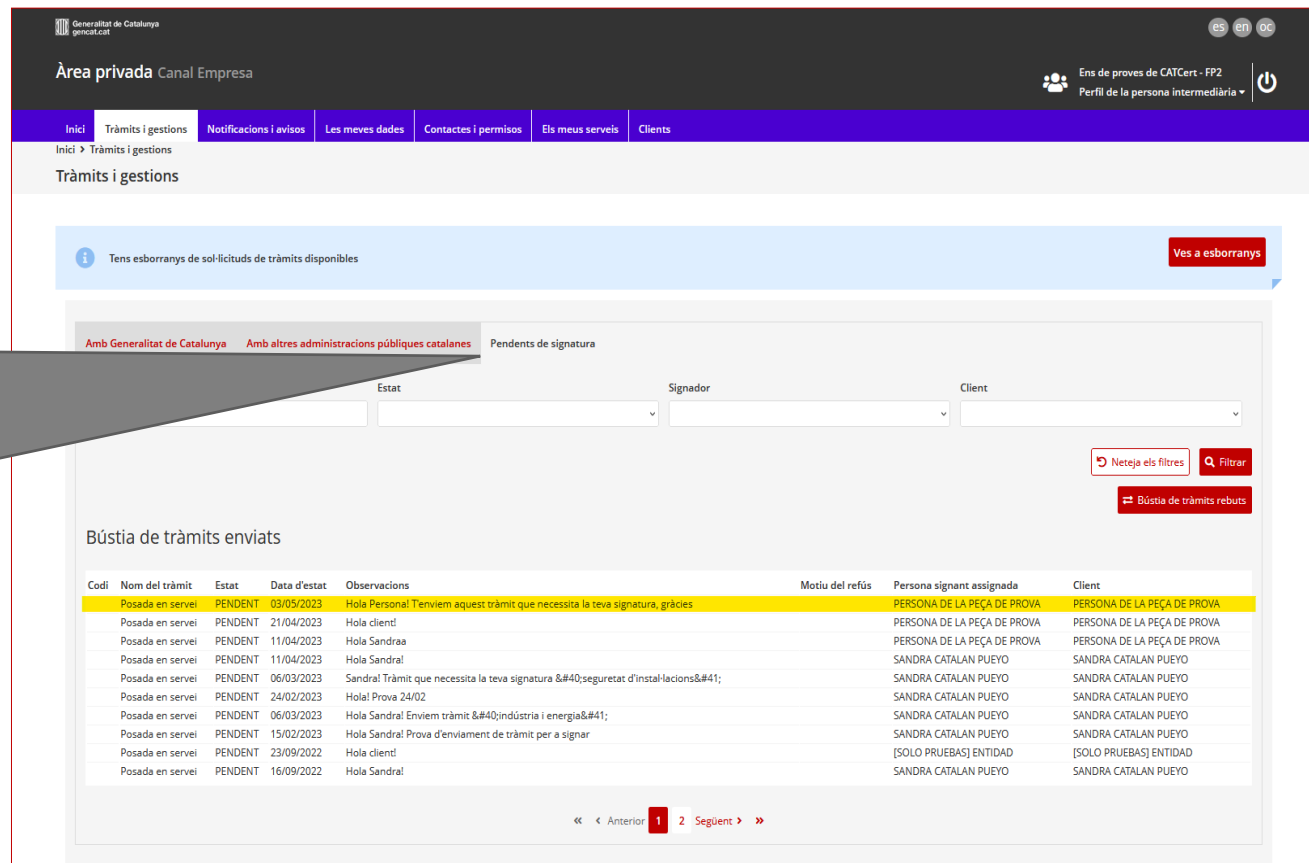 Generalitat de Catalunya
gencat.cat
es en oc
Àrea privada Canal Empresa
Ens de proves de CATCert - FP2
Perfil de la persona intermediària
Inici Tràmits i gestions Notificacions i avisos Les meves dades Contactes i permisos Els meus serveis Clients
Inici > Tràmits i gestions
Tràmits i gestions
Tens esborranys de sol·licituds de tràmits disponibles
Ves a esborranys
Amb Generalitat de Catalunya Amb altres administracions públiques catalanes Pendents de signatura
Estat Signador Client
Neteja els filtres Filtrar
Bústia de tràmits rebuts
Bústia de tràmits enviats
Codi Nom del tràmit Estat Data d'estat Observacions Motiu del refús Persona signant assignada Client
Posada en servei PENDENT 03/05/2023 Hola Persona! T'enviem aquest tràmit que necessita la teva signatura, gràcies PERSONA DE LA PEÇA DE PROVA PERSONA DE LA PEÇA DE PROVA
Posada en servei PENDENT 21/04/2023 Hola client! PERSONA DE LA PEÇA DE PROVA PERSONA DE LA PEÇA DE PROVA
Posada en servei PENDENT 11/04/2023 Hola Sandraa PERSONA DE LA PEÇA DE PROVA PERSONA DE LA PEÇA DE PROVA
Posada en servei PENDENT 11/04/2023 Hola Sandra! SANDRA CATALAN PUEYO SANDRA CATALAN PUEYO
Posada en servei PENDENT 06/03/2023 Sandra! Tràmit que necessita la teva signatura &#40;seguretat d'instal·lacions&#41; SANDRA CATALAN PUEYO SANDRA CATALAN PUEYO
Posada en servei PENDENT 24/02/2023 Hola! Prova 24/02 SANDRA CATALAN PUEYO SANDRA CATALAN PUEYO
Posada en servei PENDENT 06/03/2023 Hola Sandra! Enviem tràmit &#40;indústria i energia&#41; SANDRA CATALAN PUEYO SANDRA CATALAN PUEYO
Posada en servei PENDENT 15/02/2023 Hola Sandra! Prova d'enviament de tràmit per a signar SANDRA CATALAN PUEYO SANDRA CATALAN PUEYO
Posada en servei PENDENT 23/09/2022 Hola client! [SOLO PRUEBAS] ENTIDAD [SOLO PRUEBAS] ENTIDAD
Posada en servei PENDENT 16/09/2022 Hola Sandra! SANDRA CATALAN PUEYO SANDRA CATALAN PUEYO
« ‹ Anterior 1 2 Següent › »